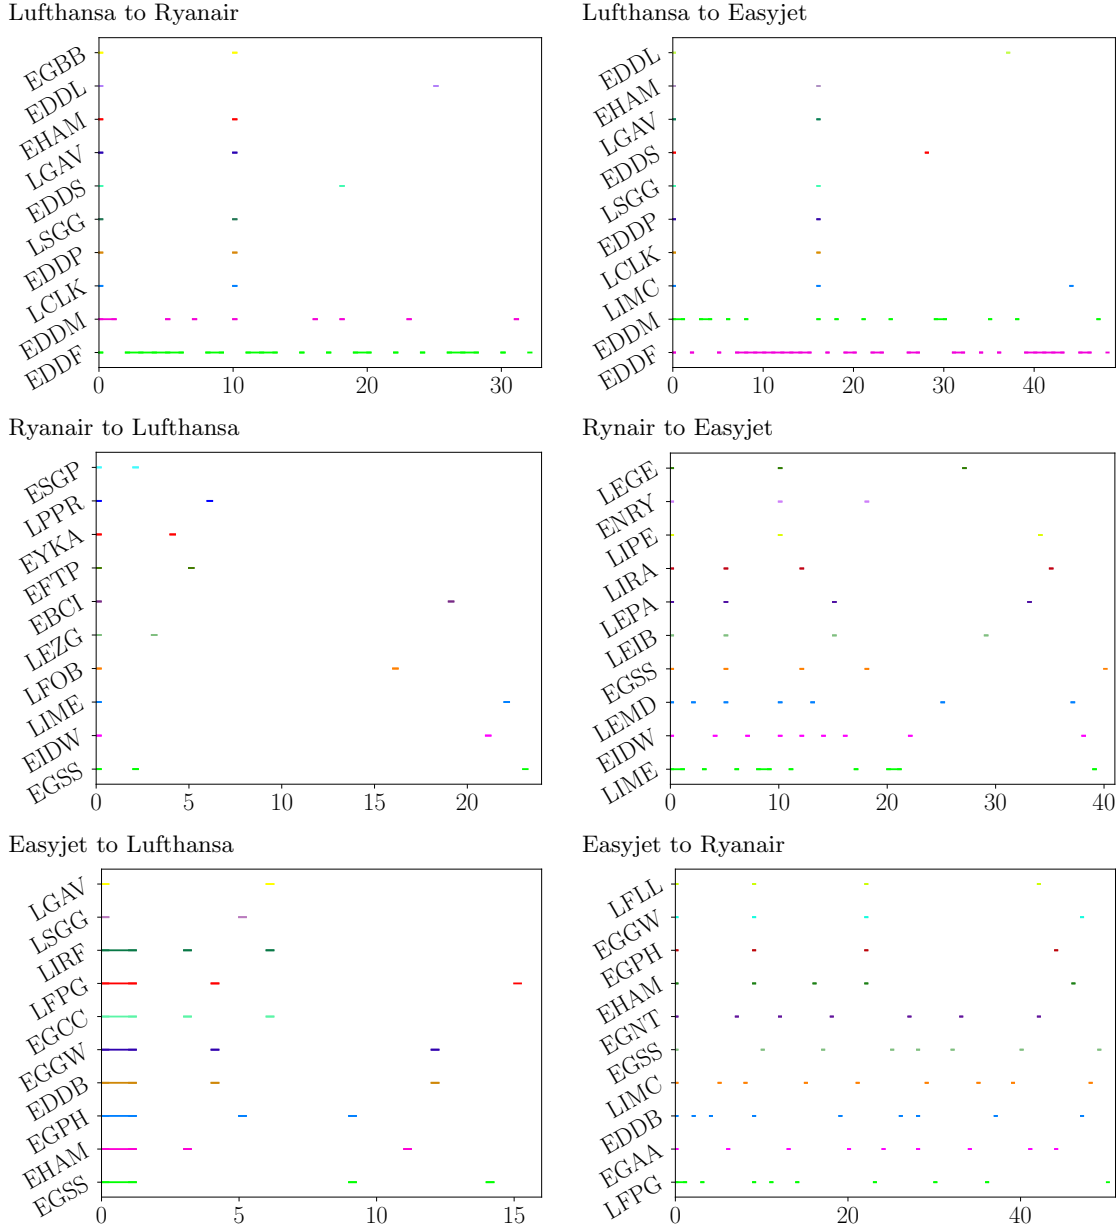 Lufthansa to Ryanair
EGBB
EDDL
EHAM
LGAV
EDDS
LSGG
EDDP
LCLK
EDDM
EDDF
0 10 20 30
Lufthansa to Easyjet
EDDL
EHAM
LGAV
EDDS
LSGG
EDDP
LCLK
LIMC
EDDM
EDDF
0 10 20 30 40
Ryanair to Lufthansa
ESGP
LPPR
EYKA
EFTP
EBCI
LEZG
LFOB
LIME
EIDW
EGSS
0 5 10 15 20
Rynair to Easyjet
LEGE
ENRY
LIPE
LIRA
LEPA
LEIB
EGSS
LEMD
EIDW
LIME
0 10 20 30 40
Easyjet to Lufthansa
LGAV
LSGG
LIRF
LFPG
EGCC
EGGW
EDDB
EGPH
EHAM
EGSS
0 5 10 15
Easyjet to Ryanair
LFLL
EGGW
EGPH
EHAM
EGNT
EGSS
LIMC
EDDB
EGAA
LFPG
20 40